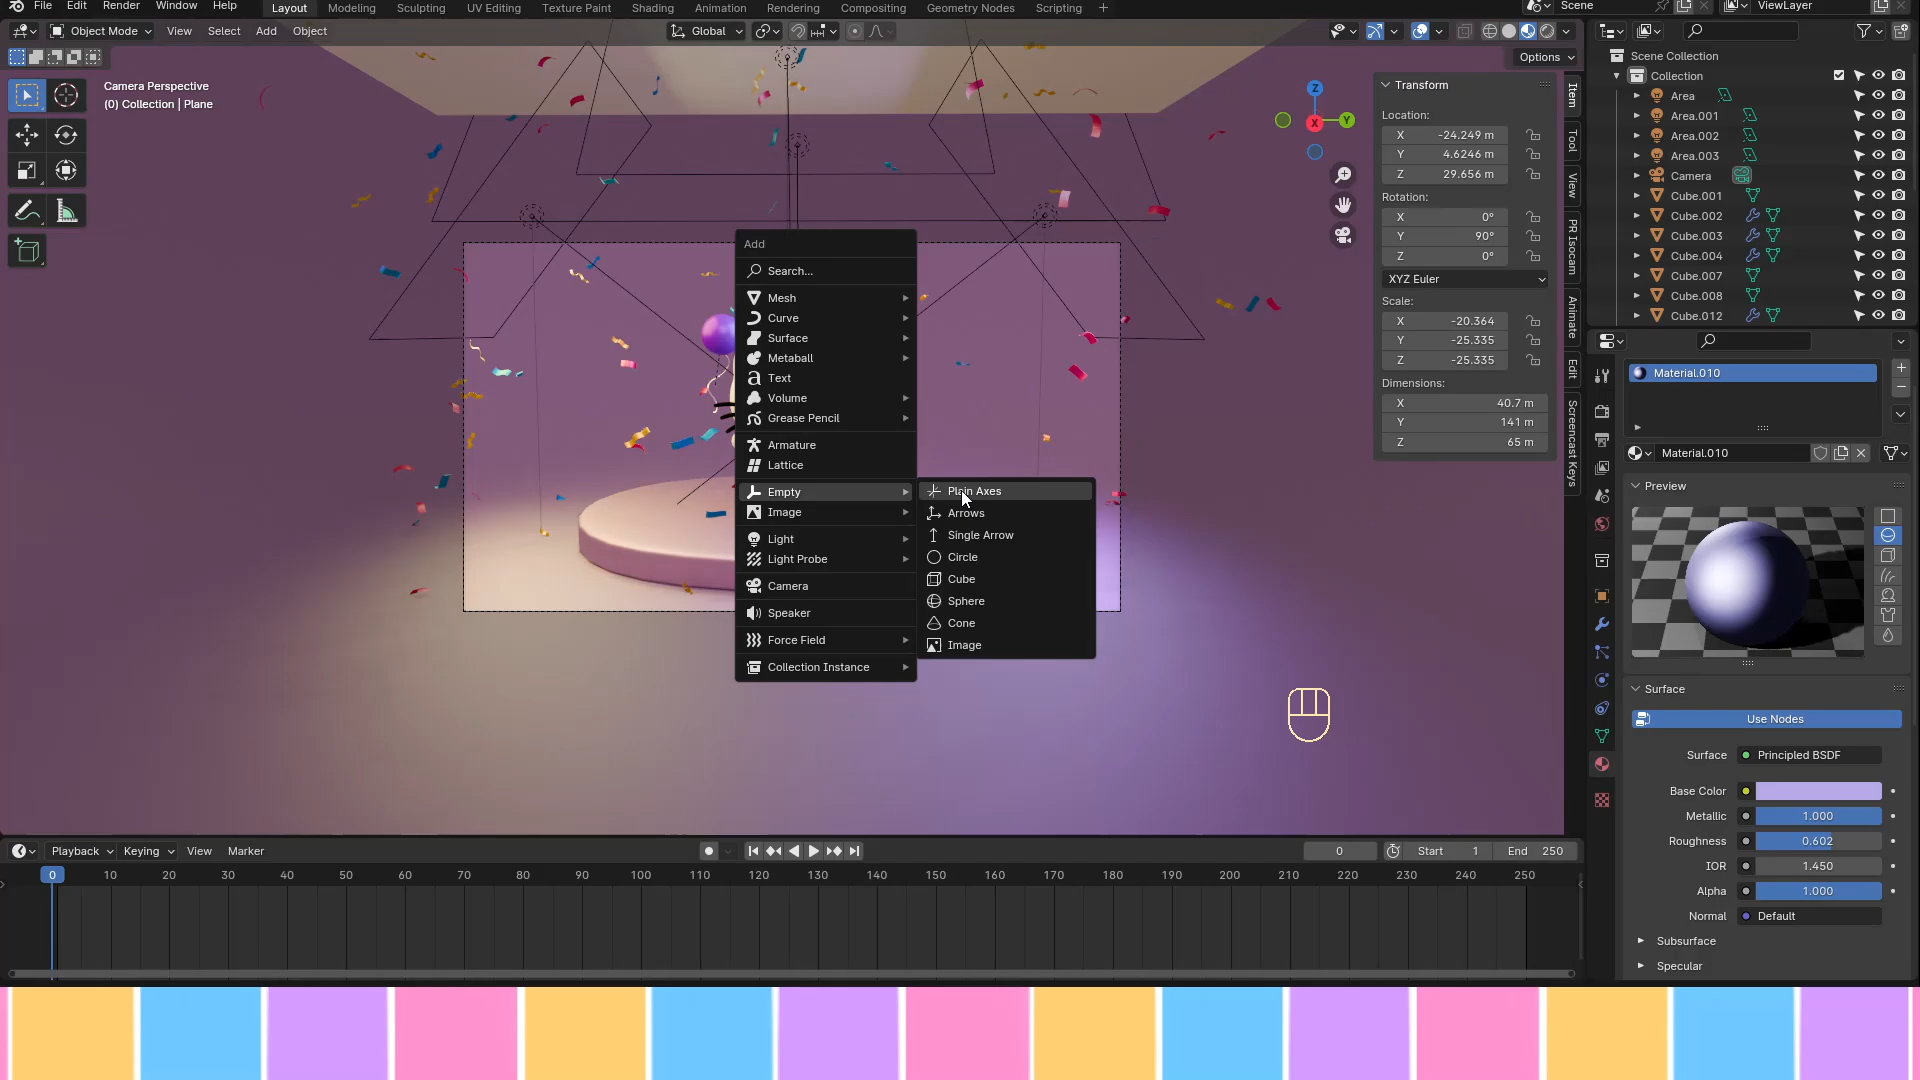 File Edit Render Window Help Layout Modeling Sculpting UV Editing Texture Paint Shading Animation Rendering Compositing Geometry Nodes Scripting + Scene ViewLayer
Object Mode View Select Add Object Global
Options
Camera Perspective
(0) Collection | Plane
Z
Y
X
Add
Search...
Mesh
Curve
Surface
Metaball
Text
Volume
Grease Pencil
Armature
Lattice
Empty
Image
Light
Light Probe
Camera
Speaker
Force Field
Collection Instance
Plain Axes
Arrows
Single Arrow
Circle
Cube
Sphere
Cone
Image
Transform
Location:
X -24.249 m
Y 4.6246 m
Z 29.656 m
Rotation:
X 0°
Y 90°
Z 0°
XYZ Euler
Scale:
X -20.364
Y -25.335
Z -25.335
Dimensions:
X 40.7 m
Y 141 m
Z 65 m
Item
Tool
View
PR Isocam
Animate
Edit
Screencast Keys
Scene Collection
Collection
Area
Area.001
Area.002
Area.003
Camera
Cube.001
Cube.002
Cube.003
Cube.004
Cube.007
Cube.008
Cube.012
Material.010
Material.010
Preview
Surface
Use Nodes
Surface Principled BSDF
Base Color
Metallic 1.000
Roughness 0.602
IOR 1.450
Alpha 1.000
Normal Default
Subsurface
Specular
Playback Keying View Marker 0 Start 1 End 250
0 10 20 30 40 50 60 70 80 90 100 110 120 130 140 150 160 170 180 190 200 210 220 230 240 250